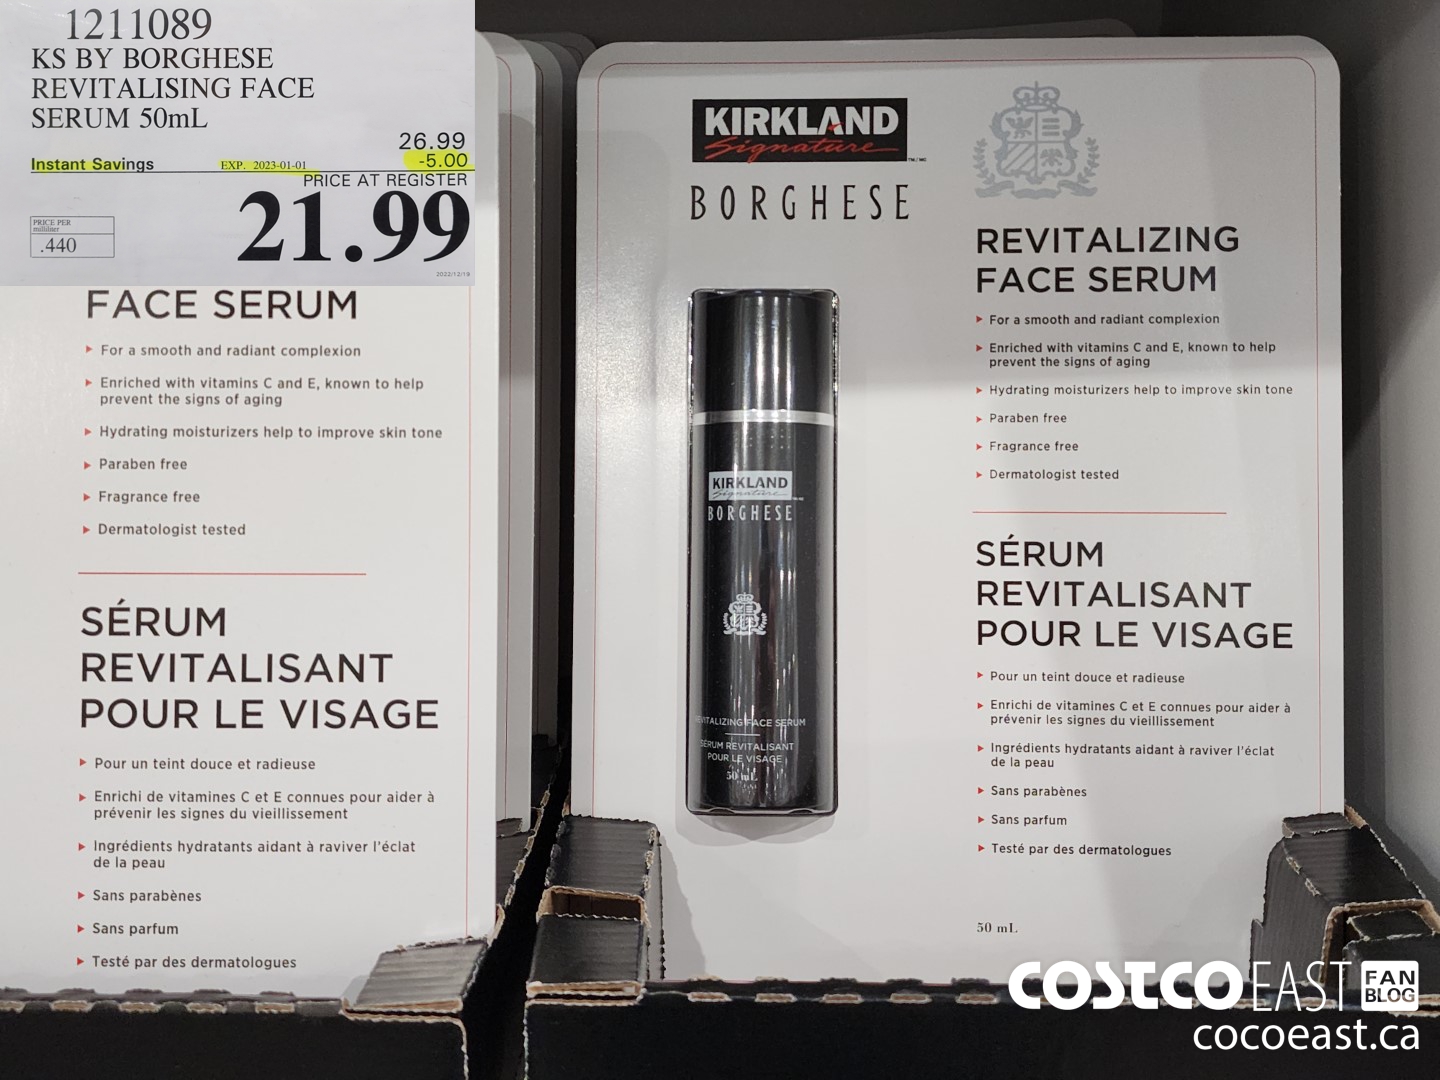 1211089
KS BY BORGHESE
REVITALISING FACE
SERUM 50mL
26.99
Instant Savings EXP. 2023-01-01 -5.00
PRICE AT REGISTER
21.99
PRICE PER
milliliter
.440
2022/12/19
FACE SERUM
For a smooth and radiant complexion
Enriched with vitamins C and E, known to help
prevent the signs of aging
Hydrating moisturizers help to improve skin tone
Paraben free
Fragrance free
Dermatologist tested
SÉRUM
REVITALISANT
POUR LE VISAGE
Pour un teint douce et radieuse
Enrichi de vitamines C et E connues pour aider à
prévenir les signes du vieillissement
Ingrédients hydratants aidant à raviver l'éclat
de la peau
Sans parabènes
Sans parfum
Testé par des dermatologues
KIRKLAND
Signature
TM/MC
BORGHESE
KIRKLAND
Signature
BORGHESE
REVITALIZING FACE SERUM
SÉRUM REVITALISANT
POUR LE VISAGE
50 mL
REVITALIZING
FACE SERUM
For a smooth and radiant complexion
Enriched with vitamins C and E, known to help
prevent the signs of aging
Hydrating moisturizers help to improve skin tone
Paraben free
Fragrance free
Dermatologist tested
SÉRUM
REVITALISANT
POUR LE VISAGE
Pour un teint douce et radieuse
Enrichi de vitamines C et E connues pour aider à
prévenir les signes du vieillissement
Ingrédients hydratants aidant à raviver l'éclat
de la peau
Sans parabènes
Sans parfum
Testé par des dermatologues
50 mL
COSTCO EAST FAN
BLOG
cocoeast.ca